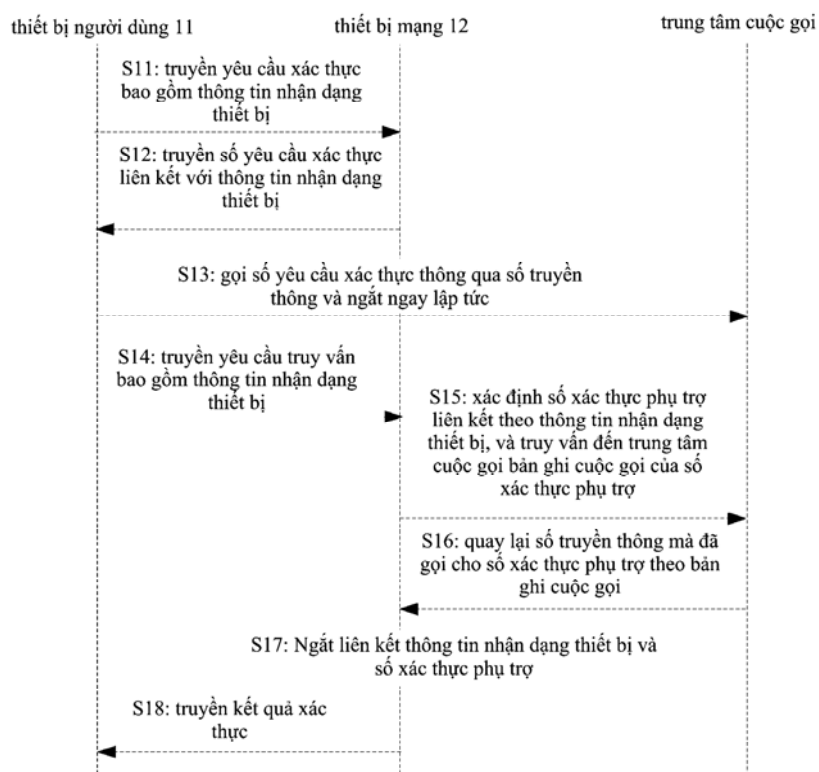 thiết bị người dùng 11
thiết bị mạng 12
trung tâm cuộc gọi
S11: truyền yêu cầu xác thực
bao gồm thông tin nhận dạng
thiết bị
S12: truyền số yêu cầu xác thực
liên kết với thông tin nhận dạng
thiết bị
S13: gọi số yêu cầu xác thực thông qua số truyền
thông và ngắt ngay lập tức
S14: truyền yêu cầu truy vấn
bao gồm thông tin nhận dạng
thiết bị
S15: xác định số xác thực phụ trợ
liên kết theo thông tin nhận dạng
thiết bị, và truy vấn đến trung tâm
cuộc gọi bản ghi cuộc gọi của số
xác thực phụ trợ
S16: quay lại số truyền thông mà đã
gọi cho số xác thực phụ trợ theo bản
ghi cuộc gọi
S17: Ngắt liên kết thông tin nhận dạng thiết bị và
số xác thực phụ trợ
S18: truyền kết quả xác
thực